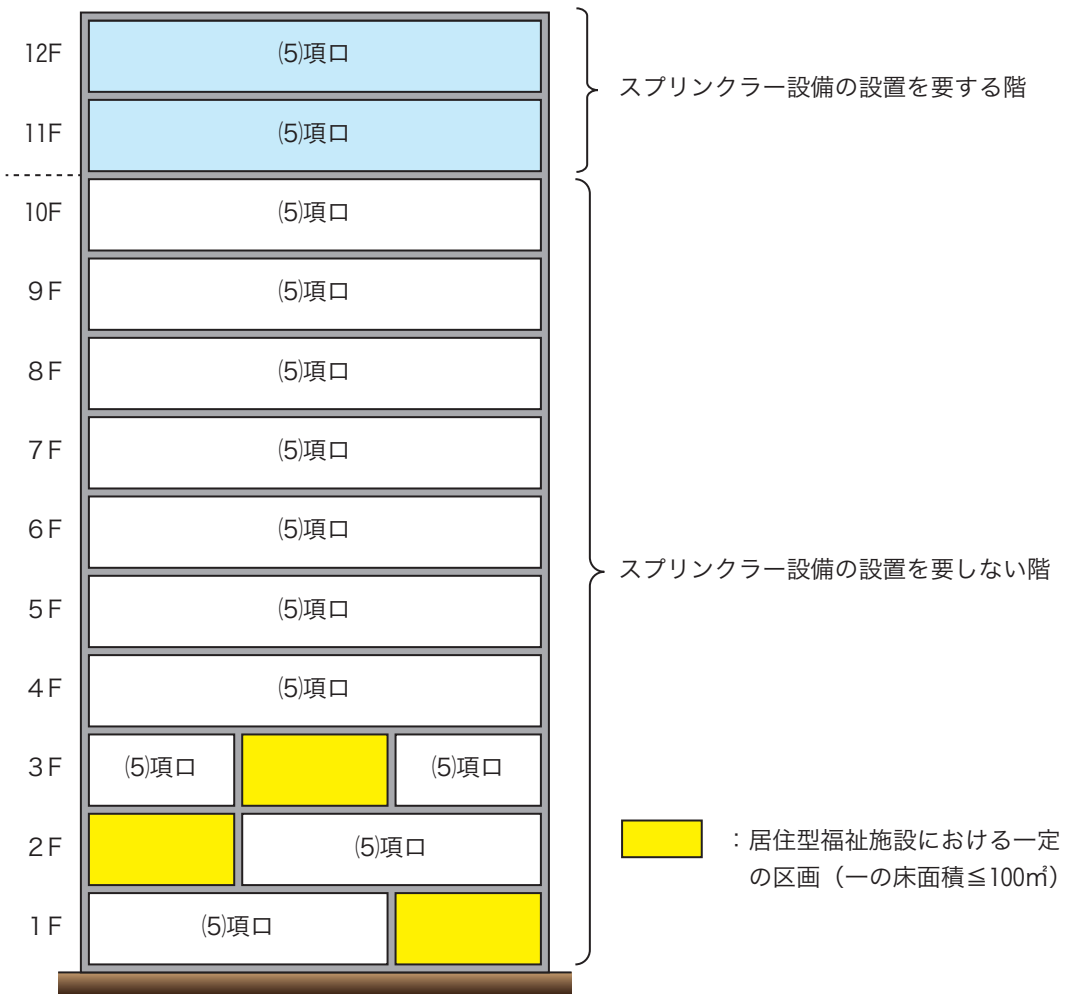 12F
⑸項ロ
スプリンクラー設備の設置を要する階
11F
⑸項ロ
10F
⑸項ロ
9F
⑸項ロ
8F
⑸項ロ
7F
⑸項ロ
6F
⑸項ロ
スプリンクラー設備の設置を要しない階
5F
⑸項ロ
4F
⑸項ロ
3F
⑸項ロ
⑸項ロ
2F
⑸項ロ
1F
⑸項ロ
：居住型福祉施設における一定
の区画（一の床面積≦100㎡）